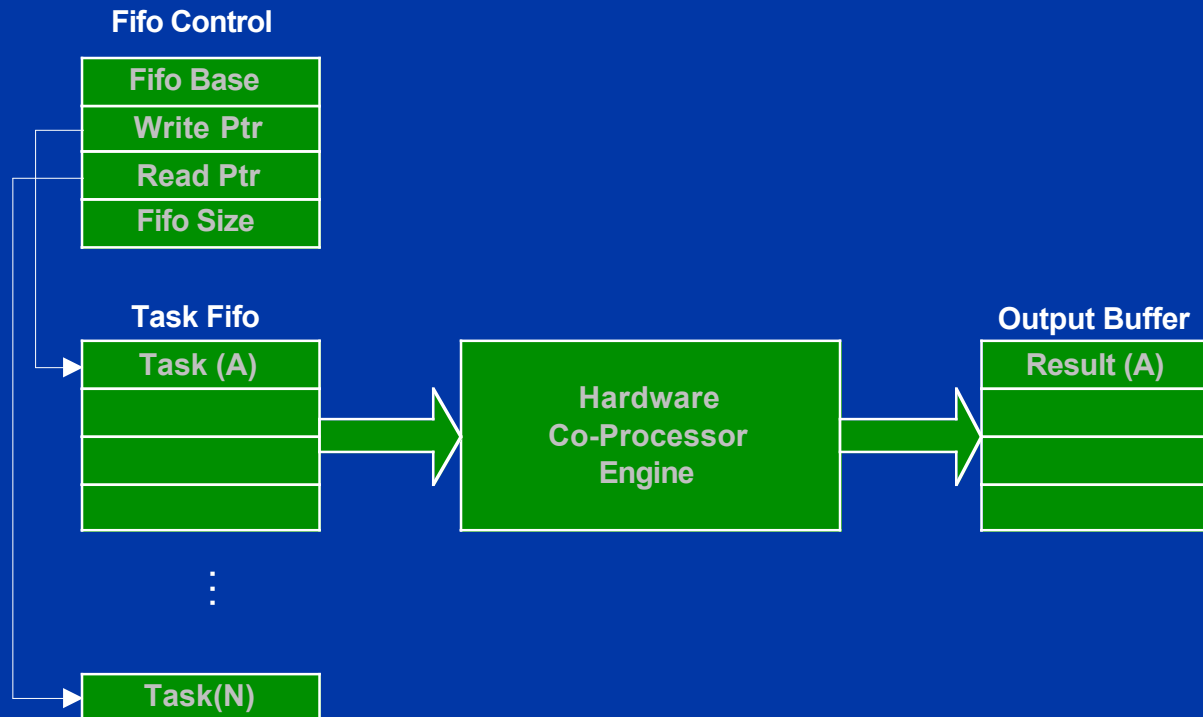 Fifo Control
Fifo Base
Write Ptr
Read Ptr
Fifo Size
Task Fifo
Task (A)
Hardware
Co-Processor
Engine
Output Buffer
Result (A)
⋮
Task(N)